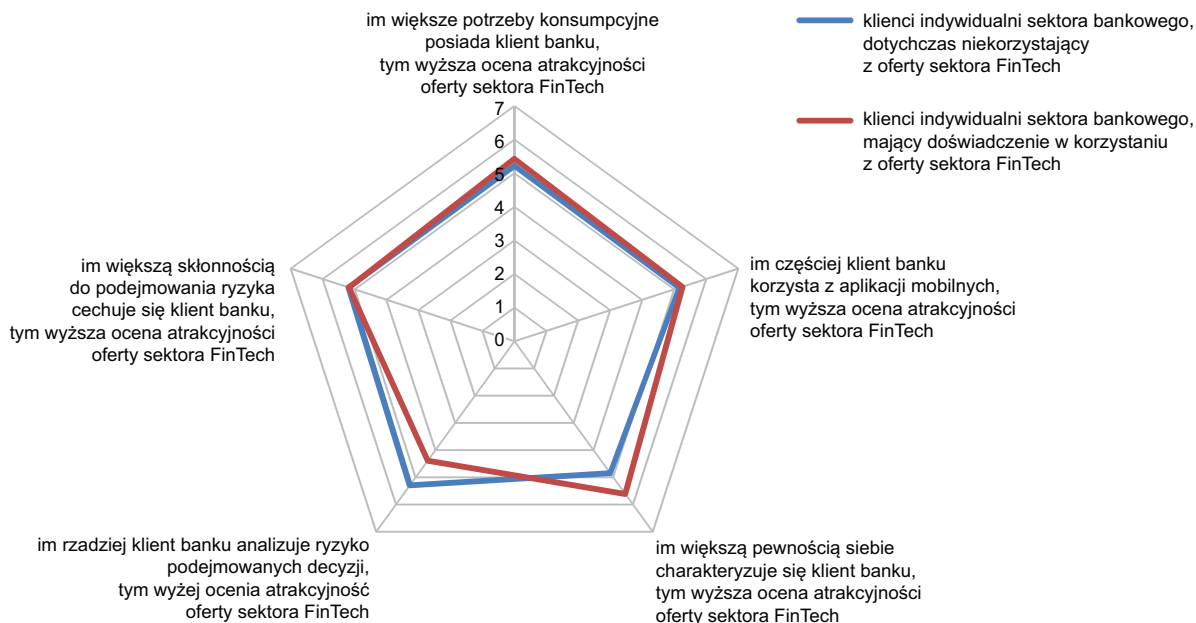 im większe potrzeby konsumpcyjne
posiada klient banku,
tym wyższa ocena atrakcyjności
oferty sektora FinTech
klienci indywidualni sektora bankowego,
dotychczas niekorzystający
z oferty sektora FinTech
klienci indywidualni sektora bankowego,
mający doświadczenie w korzystaniu
z oferty sektora FinTech
7
6
5
4
3
2
1
0
im większą skłonnością
do podejmowania ryzyka
cechuje się klient banku,
tym wyższa ocena atrakcyjności
oferty sektora FinTech
im częściej klient banku
korzysta z aplikacji mobilnych,
tym wyższa ocena atrakcyjności
oferty sektora FinTech
im rzadziej klient banku analizuje ryzyko
podejmowanych decyzji,
tym wyżej ocenia atrakcyjność
oferty sektora FinTech
im większą pewnością siebie
charakteryzuje się klient banku,
tym wyższa ocena atrakcyjności
oferty sektora FinTech